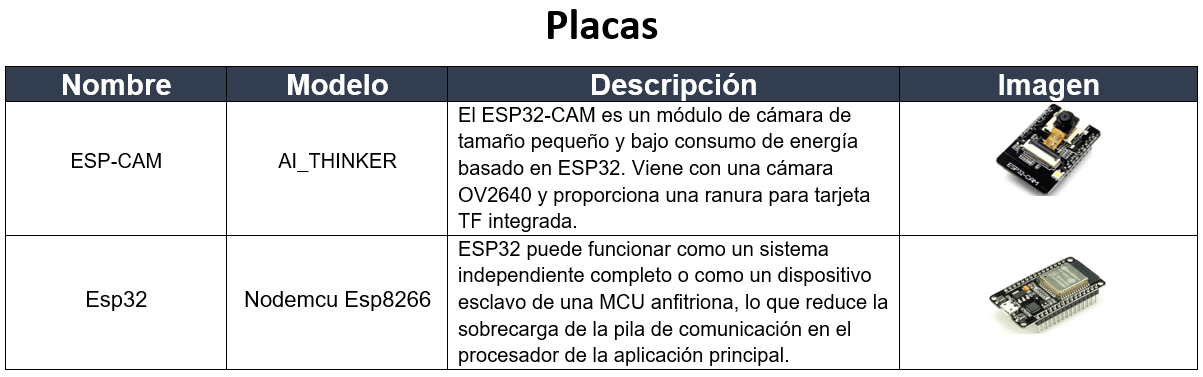 Placas
Nombre Modelo Descripción Imagen
ESP-CAM
AI_THINKER
El ESP32-CAM es un módulo de cámara de
tamaño pequeño y bajo consumo de energía
basado en ESP32. Viene con una cámara
OV2640 y proporciona una ranura para tarjeta
TF integrada.
ESP32-CAM
Esp32
Nodemcu Esp8266
ESP32 puede funcionar como un sistema
independiente completo o como un dispositivo
esclavo de una MCU anfitriona, lo que reduce la
sobrecarga de la pila de comunicación en el
procesador de la aplicación principal.